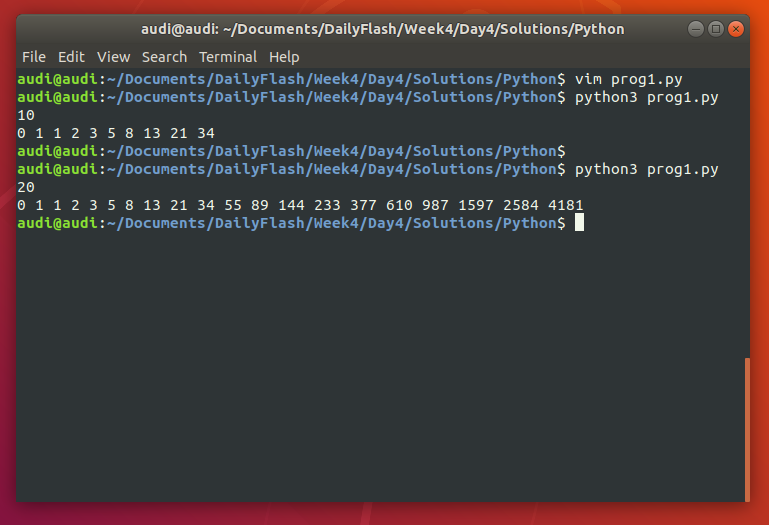 audi@audi: ~/Documents/DailyFlash/Week4/Day4/Solutions/Python
File Edit View Search Terminal Help
audi@audi:~/Documents/DailyFlash/Week4/Day4/Solutions/Python$ vim prog1.py
audi@audi:~/Documents/DailyFlash/Week4/Day4/Solutions/Python$ python3 prog1.py
10
0 1 1 2 3 5 8 13 21 34
audi@audi:~/Documents/DailyFlash/Week4/Day4/Solutions/Python$
audi@audi:~/Documents/DailyFlash/Week4/Day4/Solutions/Python$ python3 prog1.py
20
0 1 1 2 3 5 8 13 21 34 55 89 144 233 377 610 987 1597 2584 4181
audi@audi:~/Documents/DailyFlash/Week4/Day4/Solutions/Python$